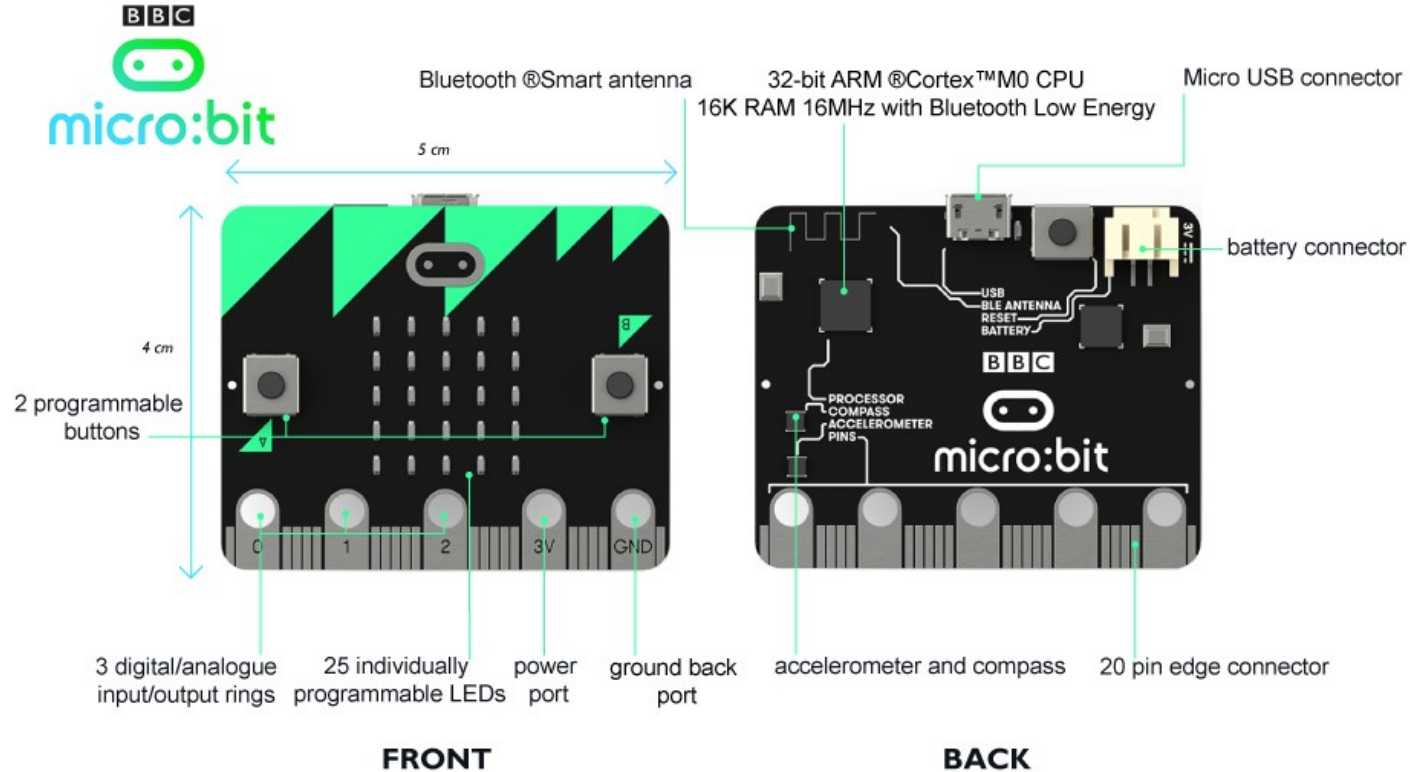 BBC
micro:bit
Bluetooth ®Smart antenna
32-bit ARM ®Cortex™M0 CPU
16K RAM 16MHz with Bluetooth Low Energy
Micro USB connector
5 cm
4 cm
2 programmable
buttons
A
B
0
1
2
3V
GND
3 digital/analogue
input/output rings
25 individually
programmable LEDs
power
port
ground back
port
FRONT
battery connector
3V
USB
BLE ANTENNA
RESET
BATTERY
BBC
micro:bit
PROCESSOR
COMPASS
ACCELEROMETER
PINS
accelerometer and compass
20 pin edge connector
BACK